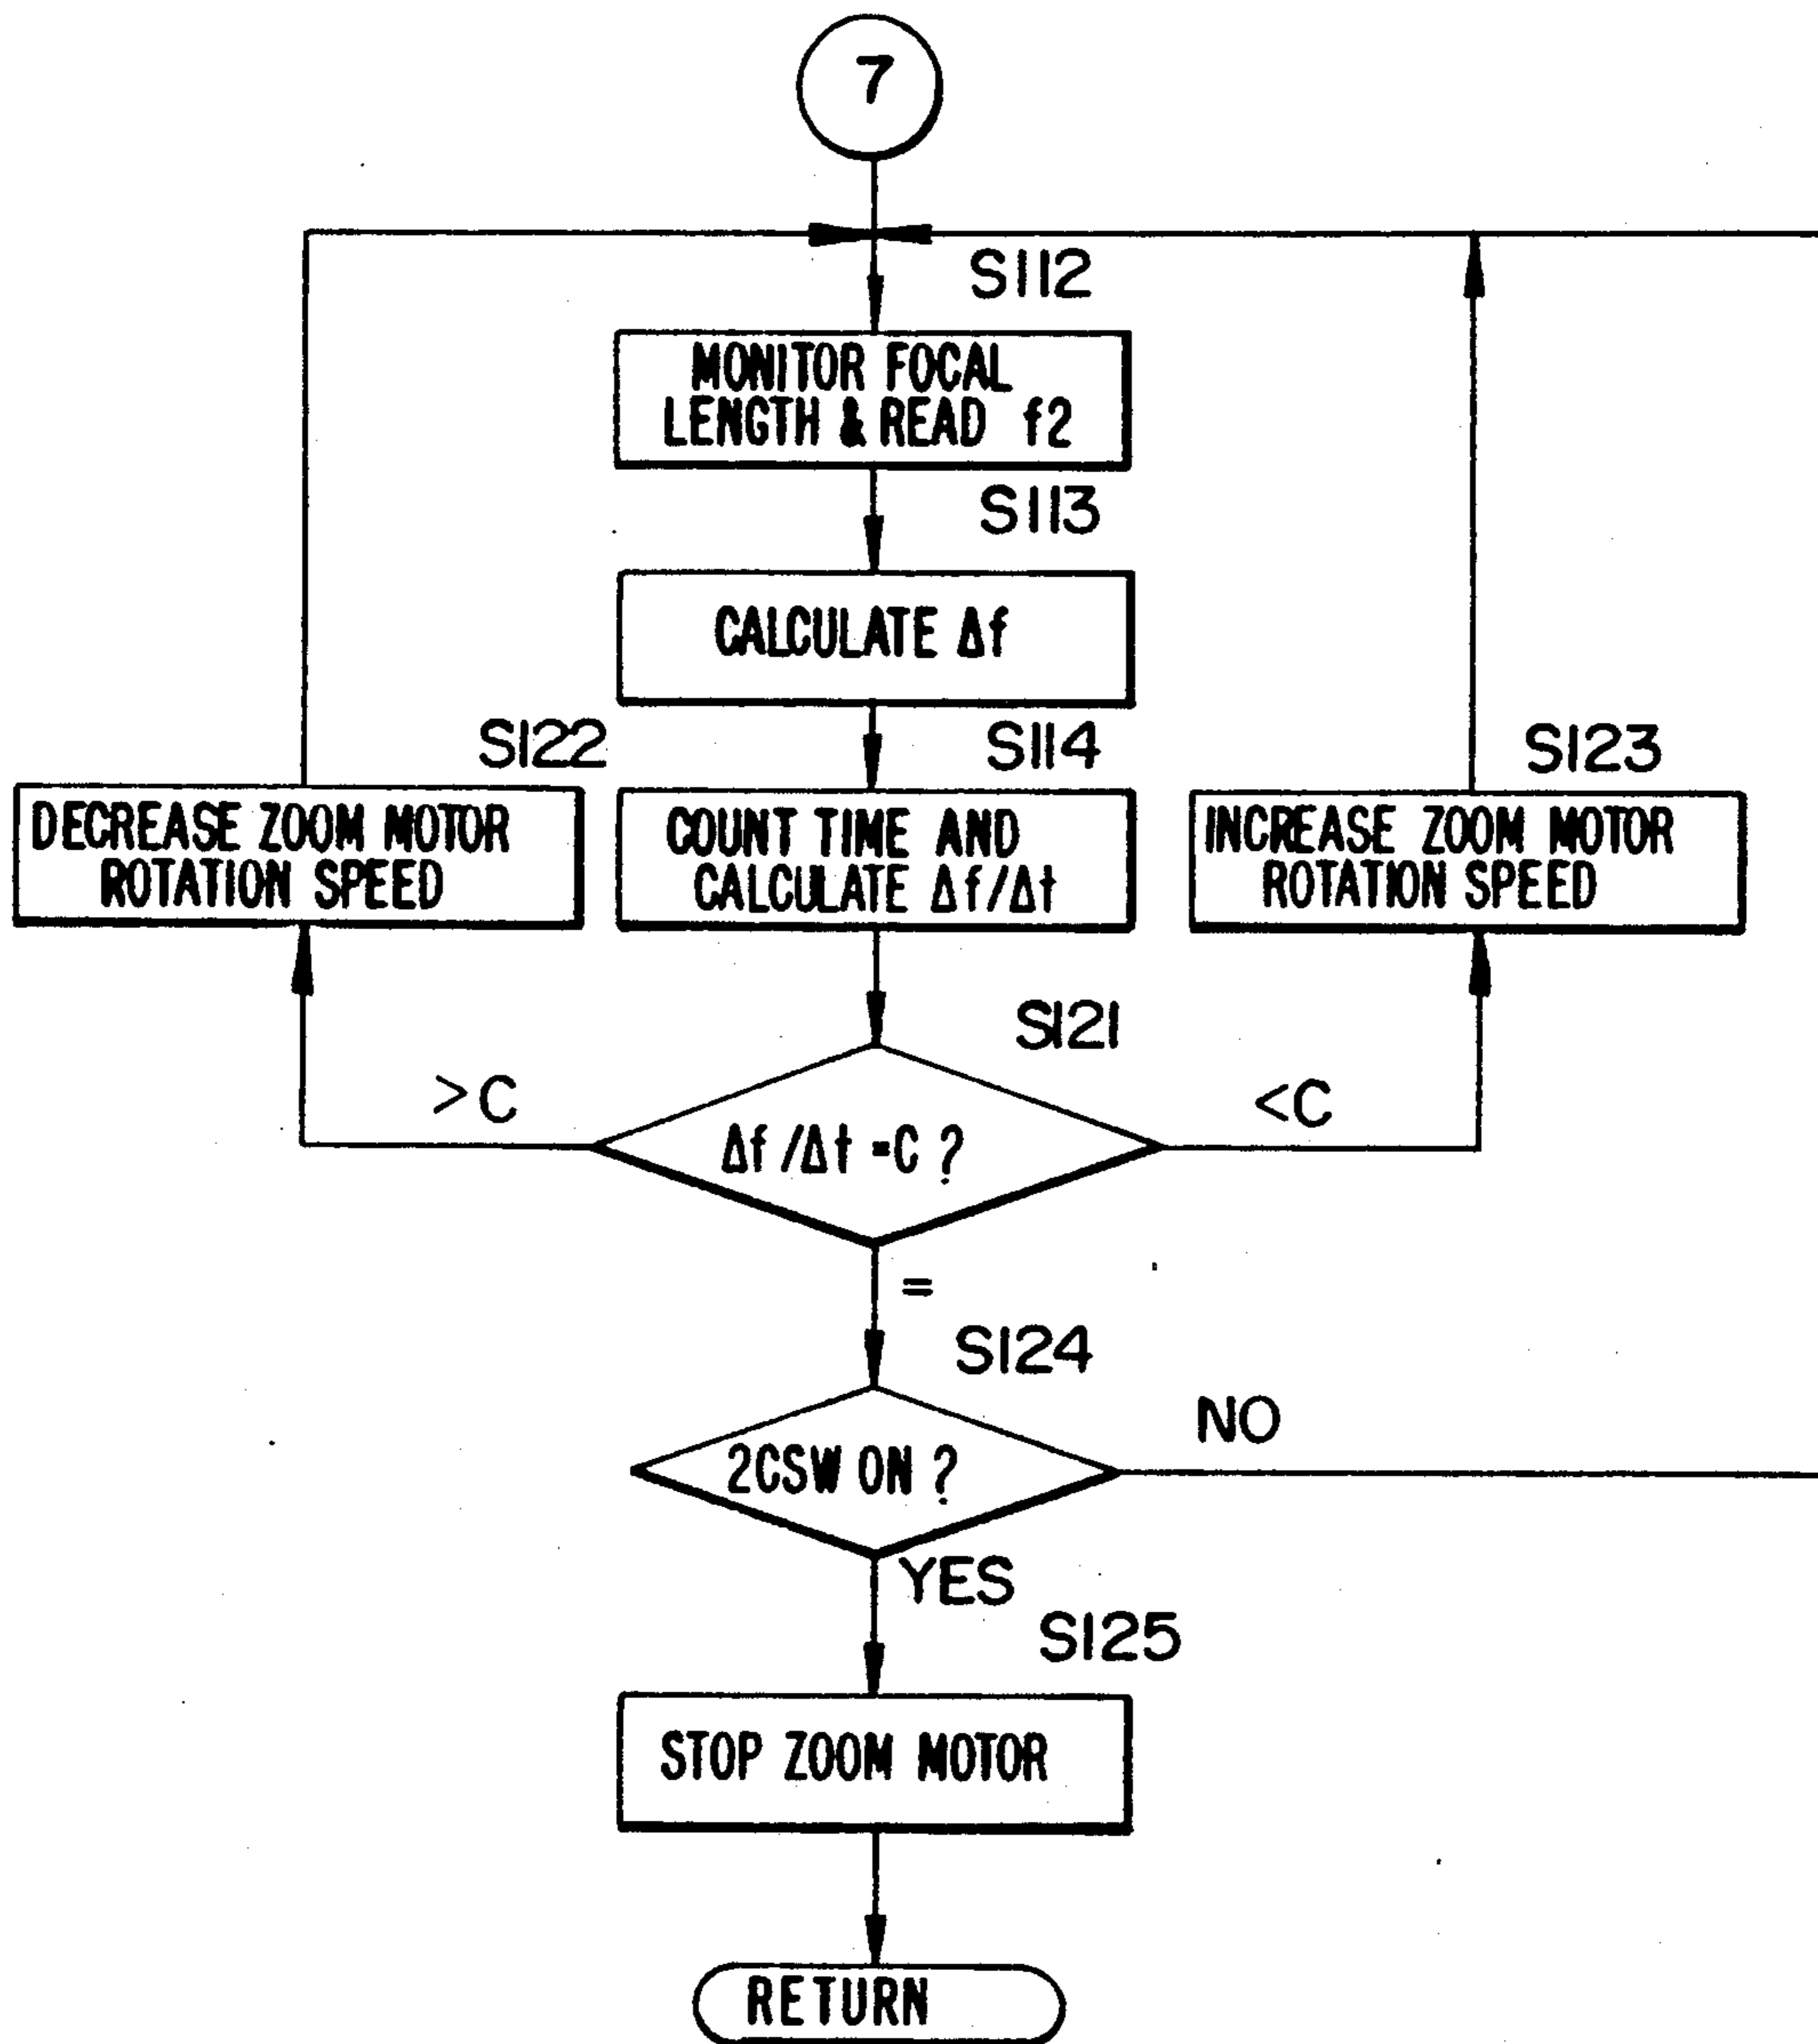 7
S112
MONITOR FOCAL
LENGTH & READ f2
S113
CALCULATE Δf
S122
S114
S123
DECREASE ZOOM MOTOR
ROTATION SPEED
COUNT TIME AND
CALCULATE Δf/Δt
INCREASE ZOOM MOTOR
ROTATION SPEED
S121
>C
<C
Δf/Δt =C ?
=
S124
2CSW ON ?
NO
YES
S125
STOP ZOOM MOTOR
RETURN